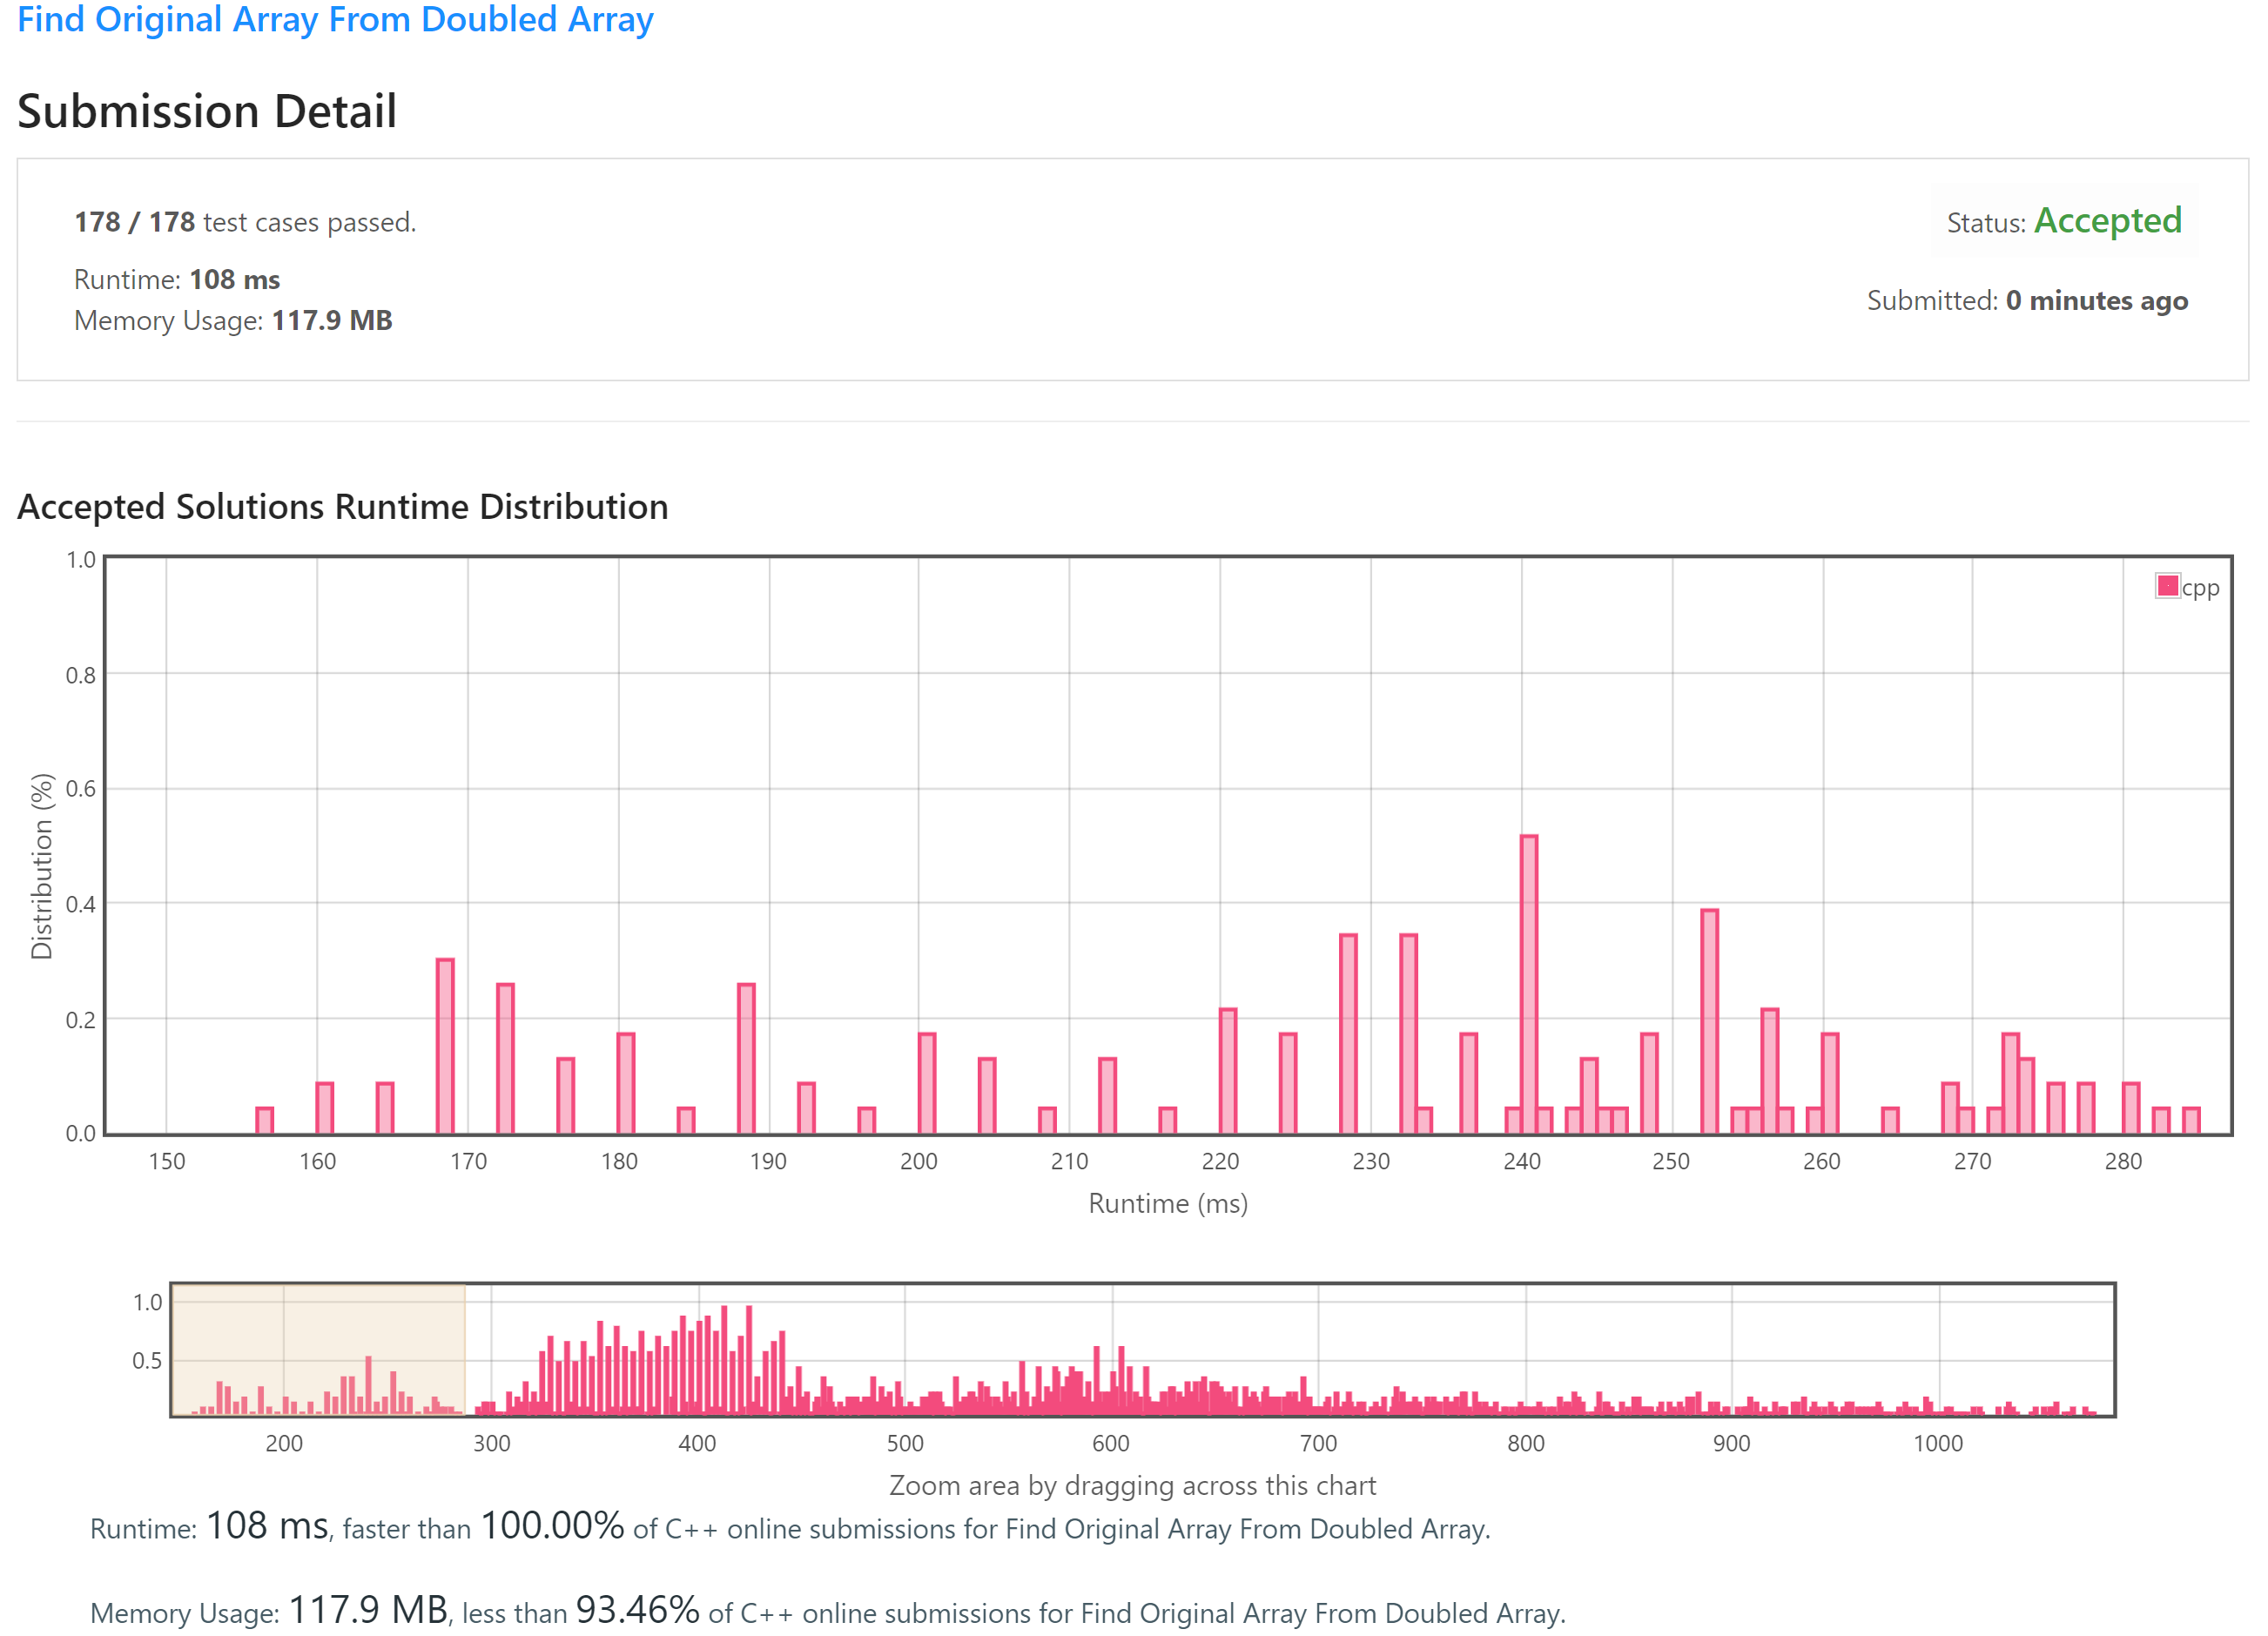 Find Original Array From Doubled Array
Submission Detail
178 / 178 test cases passed.
Status: Accepted
Runtime: 108 ms
Submitted: 0 minutes ago
Memory Usage: 117.9 MB
Accepted Solutions Runtime Distribution
1.0
cpp
0.8
0.6
0.4
0.2
0.0
Distribution (%)
150 160 170 180 190 200 210 220 230 240 250 260 270 280
Runtime (ms)
1.0
0.5
200 300 400 500 600 700 800 900 1000
Zoom area by dragging across this chart
Runtime: 108 ms, faster than 100.00% of C++ online submissions for Find Original Array From Doubled Array.
Memory Usage: 117.9 MB, less than 93.46% of C++ online submissions for Find Original Array From Doubled Array.